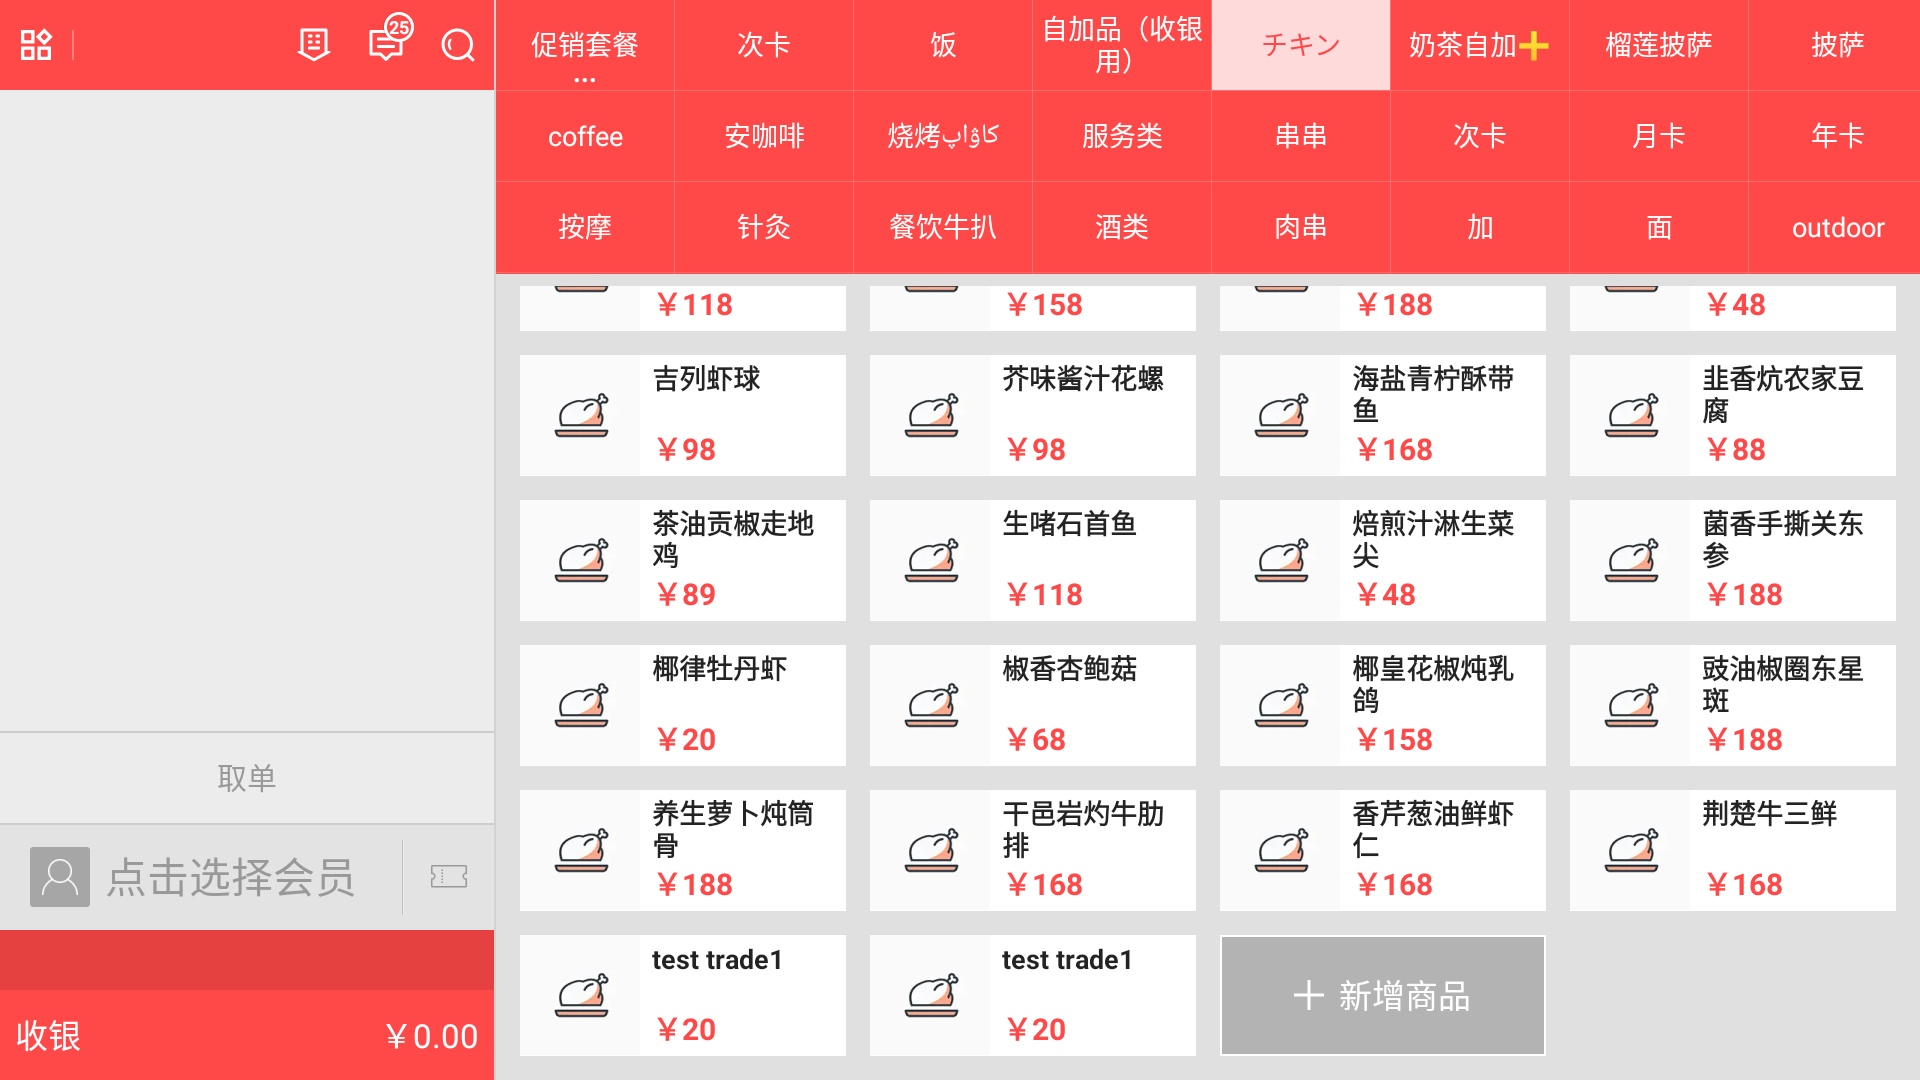 25
促销套餐
...
次卡
饭
自加品（收银
用）
チキン
奶茶自加➕
榴莲披萨
披萨
coffee
安咖啡
烧烤كاۋاپ
服务类
串串
次卡
月卡
年卡
按摩
针灸
餐饮牛扒
酒类
肉串
加
面
outdoor
￥118
￥158
￥188
￥48
吉列虾球
￥98
芥味酱汁花螺
￥98
海盐青柠酥带
鱼
￥168
韭香炕农家豆
腐
￥88
茶油贡椒走地
鸡
￥89
生啫石首鱼
￥118
焙煎汁淋生菜
尖
￥48
菌香手撕关东
参
￥188
椰律牡丹虾
￥20
椒香杏鲍菇
￥68
椰皇花椒炖乳
鸽
￥158
豉油椒圈东星
斑
￥188
养生萝卜炖筒
骨
￥188
干邑岩灼牛肋
排
￥168
香芹葱油鲜虾
仁
￥168
荆楚牛三鲜
￥168
test trade1
￥20
test trade1
￥20
新增商品
取单
点击选择会员
收银
￥0.00